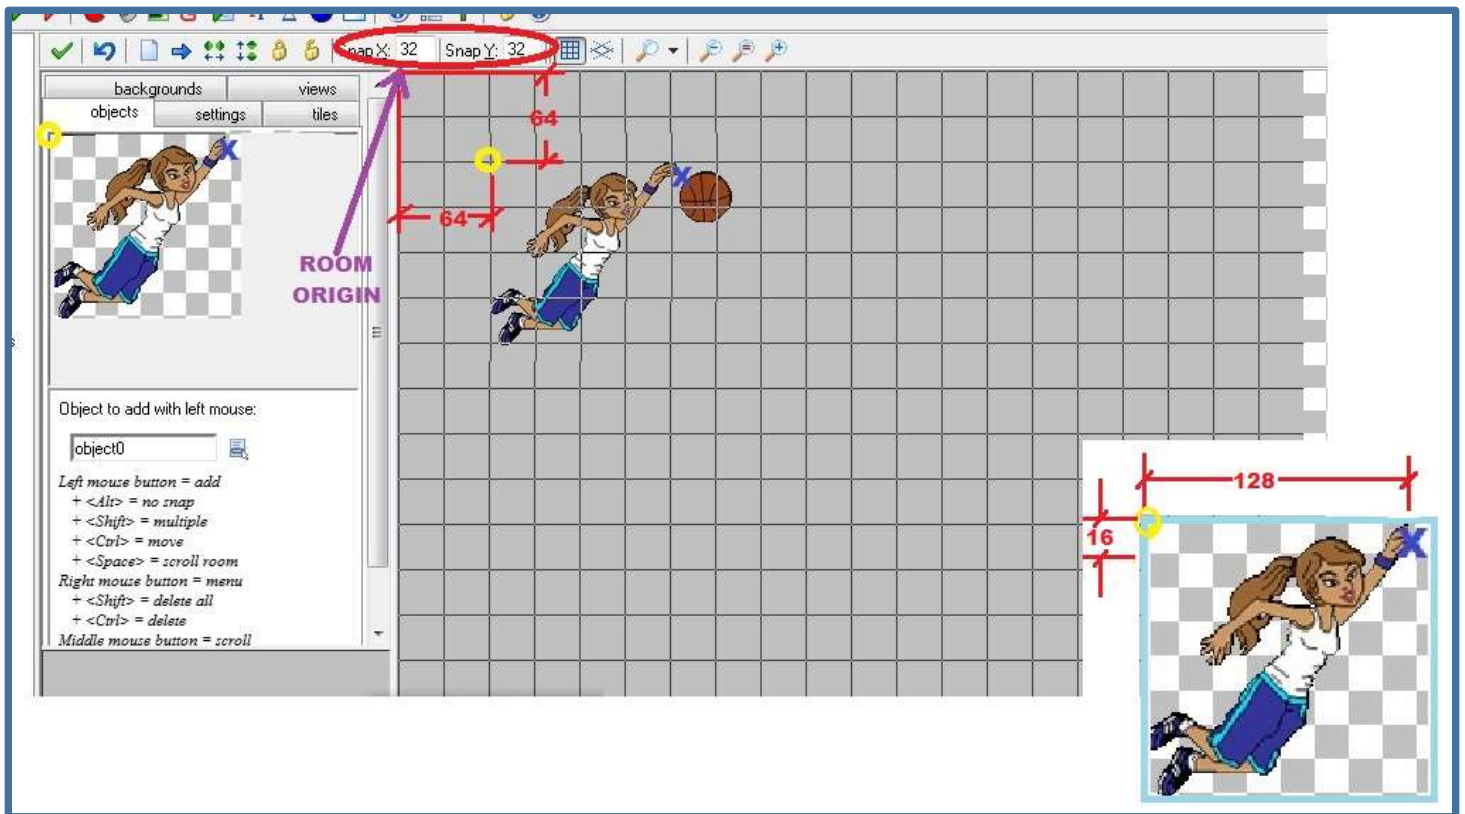 Snap X: 32 Snap Y: 32
backgrounds views
objects settings tiles
X
64
X
64
ROOM
ORIGIN
Object to add with left mouse:
object0
Left mouse button = add
+ <Alt> = no snap
+ <Shift> = multiple
+ <Ctrl> = move
+ <Space> = scroll room
Right mouse button = menu
+ <Shift> = delete all
+ <Ctrl> = delete
Middle mouse button = scroll
128
16
X